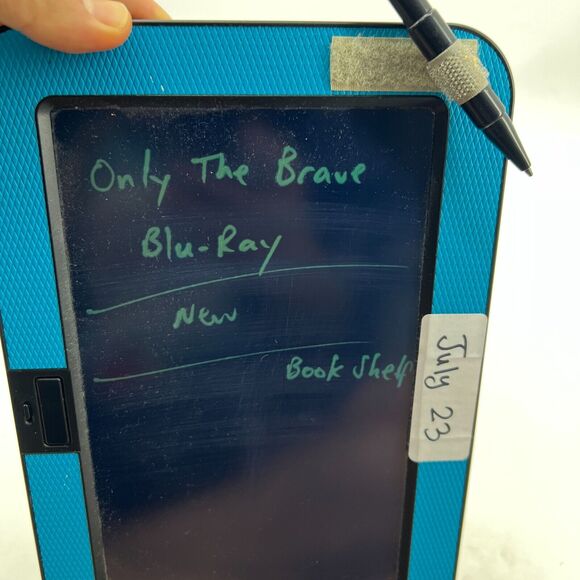 Only The Brave
Blu-Ray
New
Book Shelf
July 23